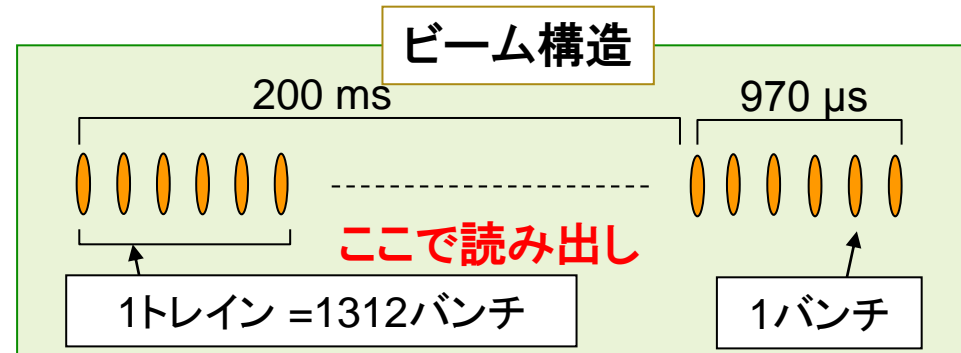 ビーム構造
200 ms
970 µs
ここで読み出し
1トレイン =1312バンチ
1バンチ